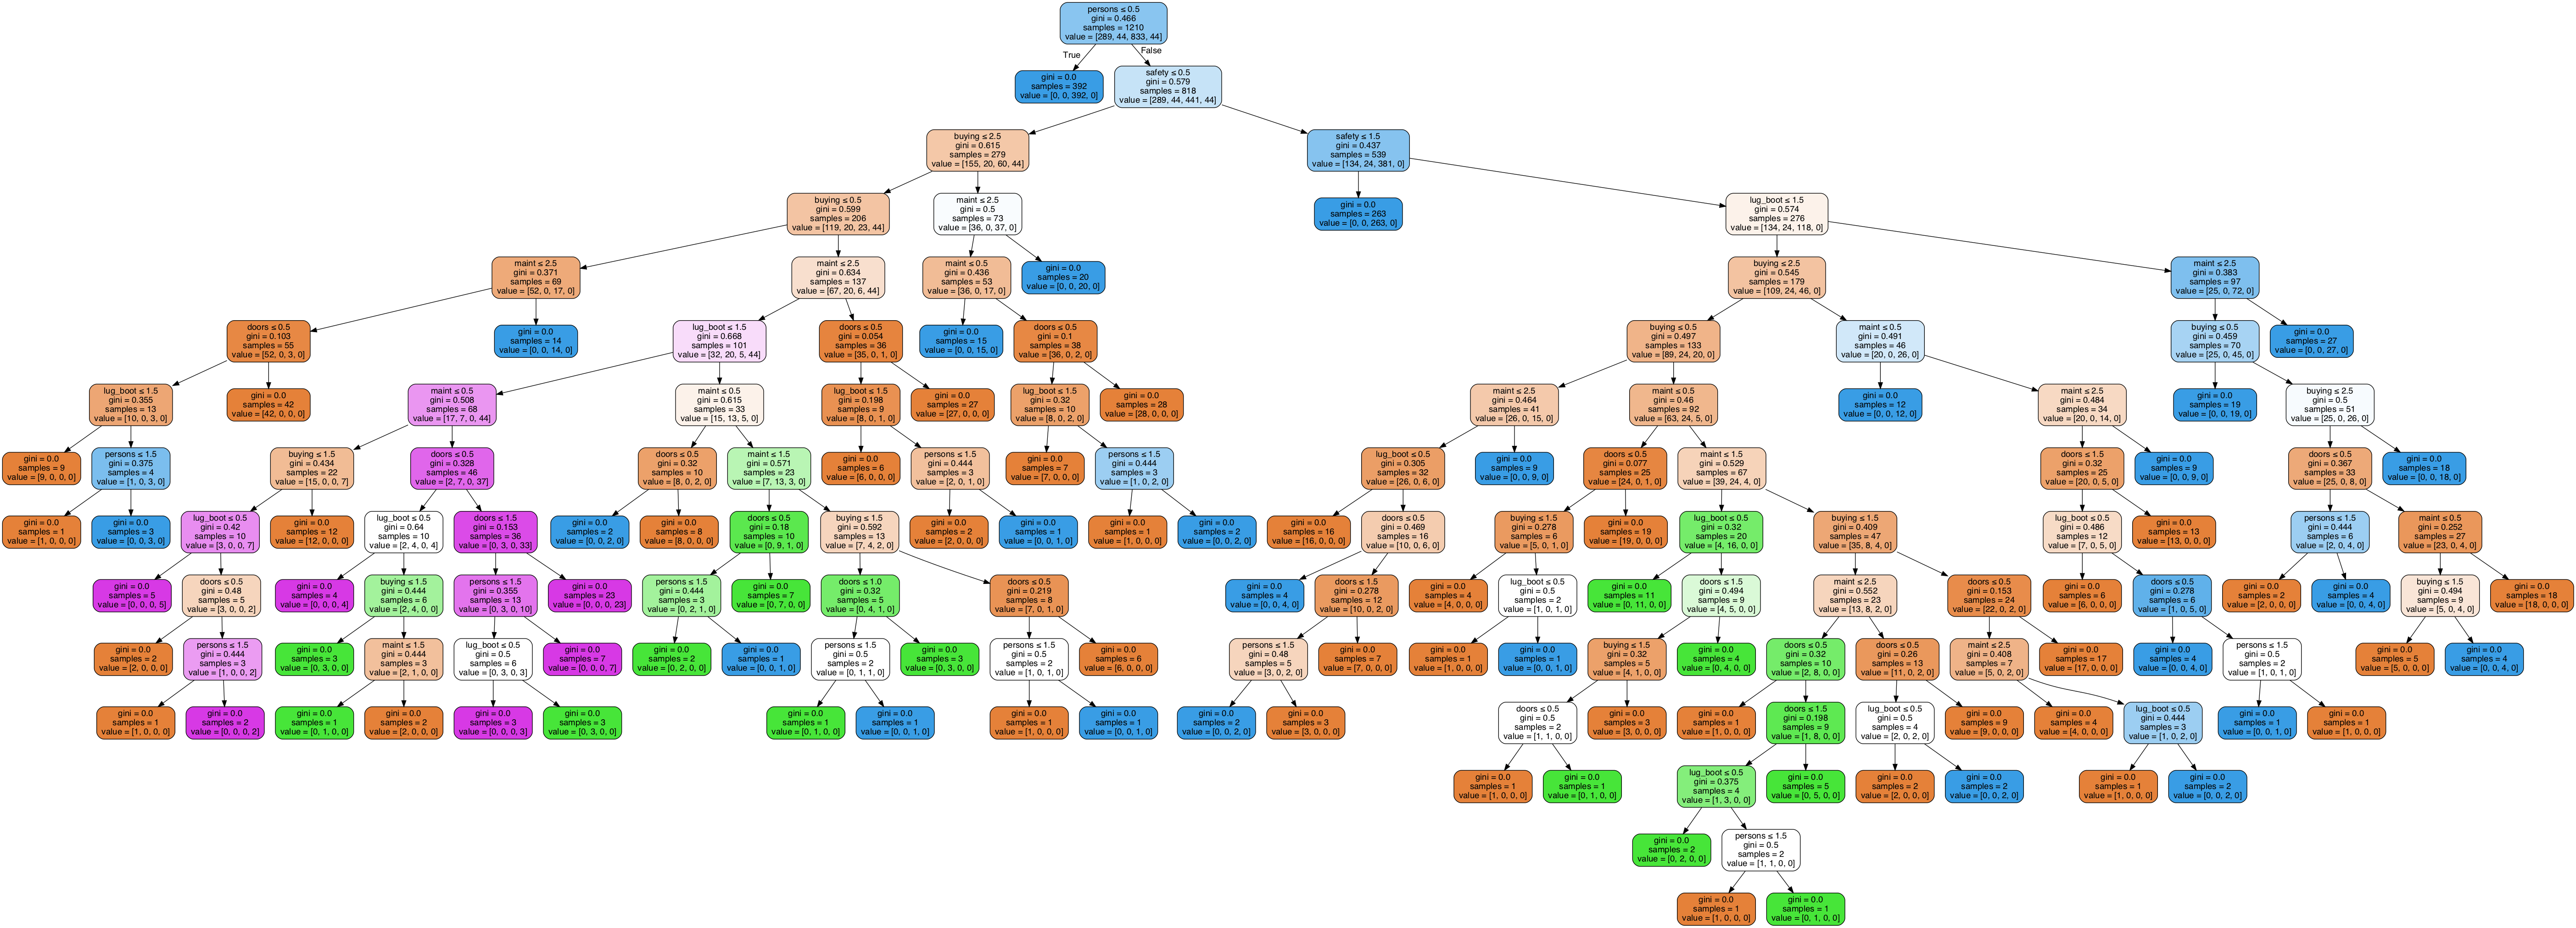 persons ≤ 0.5
gini = 0.466
samples = 1210
value = [289, 44, 833, 44]
True
False
gini = 0.0
samples = 392
value = [0, 0, 392, 0]
safety ≤ 0.5
gini = 0.579
samples = 818
value = [289, 44, 441, 44]
buying ≤ 2.5
gini = 0.615
samples = 279
value = [155, 20, 60, 44]
safety ≤ 1.5
gini = 0.437
samples = 539
value = [134, 24, 381, 0]
buying ≤ 0.5
gini = 0.599
samples = 206
value = [119, 20, 23, 44]
maint ≤ 2.5
gini = 0.5
samples = 73
value = [36, 0, 37, 0]
gini = 0.0
samples = 263
value = [0, 0, 263, 0]
lug_boot ≤ 1.5
gini = 0.574
samples = 276
value = [134, 24, 118, 0]
maint ≤ 2.5
gini = 0.371
samples = 69
value = [52, 0, 17, 0]
maint ≤ 2.5
gini = 0.634
samples = 137
value = [67, 20, 6, 44]
maint ≤ 0.5
gini = 0.436
samples = 53
value = [36, 0, 17, 0]
gini = 0.0
samples = 20
value = [0, 0, 20, 0]
buying ≤ 2.5
gini = 0.545
samples = 179
value = [109, 24, 46, 0]
maint ≤ 2.5
gini = 0.383
samples = 97
value = [25, 0, 72, 0]
doors ≤ 0.5
gini = 0.103
samples = 55
value = [52, 0, 3, 0]
gini = 0.0
samples = 14
value = [0, 0, 14, 0]
lug_boot ≤ 1.5
gini = 0.668
samples = 101
value = [32, 20, 5, 44]
doors ≤ 0.5
gini = 0.054
samples = 36
value = [35, 0, 1, 0]
gini = 0.0
samples = 15
value = [0, 0, 15, 0]
doors ≤ 0.5
gini = 0.1
samples = 38
value = [36, 0, 2, 0]
buying ≤ 0.5
gini = 0.497
samples = 133
value = [89, 24, 20, 0]
maint ≤ 0.5
gini = 0.491
samples = 46
value = [20, 0, 26, 0]
buying ≤ 0.5
gini = 0.459
samples = 70
value = [25, 0, 45, 0]
gini = 0.0
samples = 27
value = [0, 0, 27, 0]
lug_boot ≤ 1.5
gini = 0.355
samples = 13
value = [10, 0, 3, 0]
gini = 0.0
samples = 42
value = [42, 0, 0, 0]
maint ≤ 0.5
gini = 0.508
samples = 68
value = [17, 7, 0, 44]
maint ≤ 0.5
gini = 0.615
samples = 33
value = [15, 13, 5, 0]
lug_boot ≤ 1.5
gini = 0.198
samples = 9
value = [8, 0, 1, 0]
gini = 0.0
samples = 27
value = [27, 0, 0, 0]
lug_boot ≤ 1.5
gini = 0.32
samples = 10
value = [8, 0, 2, 0]
gini = 0.0
samples = 28
value = [28, 0, 0, 0]
maint ≤ 2.5
gini = 0.464
samples = 41
value = [26, 0, 15, 0]
maint ≤ 0.5
gini = 0.46
samples = 92
value = [63, 24, 5, 0]
gini = 0.0
samples = 12
value = [0, 0, 12, 0]
maint ≤ 2.5
gini = 0.484
samples = 34
value = [20, 0, 14, 0]
gini = 0.0
samples = 19
value = [0, 0, 19, 0]
buying ≤ 2.5
gini = 0.5
samples = 51
value = [25, 0, 26, 0]
gini = 0.0
samples = 9
value = [9, 0, 0, 0]
persons ≤ 1.5
gini = 0.375
samples = 4
value = [1, 0, 3, 0]
buying ≤ 1.5
gini = 0.434
samples = 22
value = [15, 0, 0, 7]
doors ≤ 0.5
gini = 0.328
samples = 46
value = [2, 7, 0, 37]
doors ≤ 0.5
gini = 0.32
samples = 10
value = [8, 0, 2, 0]
maint ≤ 1.5
gini = 0.571
samples = 23
value = [7, 13, 3, 0]
gini = 0.0
samples = 6
value = [6, 0, 0, 0]
persons ≤ 1.5
gini = 0.444
samples = 3
value = [2, 0, 1, 0]
gini = 0.0
samples = 7
value = [7, 0, 0, 0]
persons ≤ 1.5
gini = 0.444
samples = 3
value = [1, 0, 2, 0]
lug_boot ≤ 0.5
gini = 0.305
samples = 32
value = [26, 0, 6, 0]
gini = 0.0
samples = 9
value = [0, 0, 9, 0]
doors ≤ 0.5
gini = 0.077
samples = 25
value = [24, 0, 1, 0]
maint ≤ 1.5
gini = 0.529
samples = 67
value = [39, 24, 4, 0]
doors ≤ 1.5
gini = 0.32
samples = 25
value = [20, 0, 5, 0]
gini = 0.0
samples = 9
value = [0, 0, 9, 0]
doors ≤ 0.5
gini = 0.367
samples = 33
value = [25, 0, 8, 0]
gini = 0.0
samples = 18
value = [0, 0, 18, 0]
gini = 0.0
samples = 1
value = [1, 0, 0, 0]
gini = 0.0
samples = 3
value = [0, 0, 3, 0]
lug_boot ≤ 0.5
gini = 0.42
samples = 10
value = [3, 0, 0, 7]
gini = 0.0
samples = 12
value = [12, 0, 0, 0]
lug_boot ≤ 0.5
gini = 0.64
samples = 10
value = [2, 4, 0, 4]
doors ≤ 1.5
gini = 0.153
samples = 36
value = [0, 3, 0, 33]
gini = 0.0
samples = 2
value = [0, 0, 2, 0]
gini = 0.0
samples = 8
value = [8, 0, 0, 0]
doors ≤ 0.5
gini = 0.18
samples = 10
value = [0, 9, 1, 0]
buying ≤ 1.5
gini = 0.592
samples = 13
value = [7, 4, 2, 0]
gini = 0.0
samples = 2
value = [2, 0, 0, 0]
gini = 0.0
samples = 1
value = [0, 0, 1, 0]
gini = 0.0
samples = 1
value = [1, 0, 0, 0]
gini = 0.0
samples = 2
value = [0, 0, 2, 0]
gini = 0.0
samples = 16
value = [16, 0, 0, 0]
doors ≤ 0.5
gini = 0.469
samples = 16
value = [10, 0, 6, 0]
buying ≤ 1.5
gini = 0.278
samples = 6
value = [5, 0, 1, 0]
gini = 0.0
samples = 19
value = [19, 0, 0, 0]
lug_boot ≤ 0.5
gini = 0.32
samples = 20
value = [4, 16, 0, 0]
buying ≤ 1.5
gini = 0.409
samples = 47
value = [35, 8, 4, 0]
lug_boot ≤ 0.5
gini = 0.486
samples = 12
value = [7, 0, 5, 0]
gini = 0.0
samples = 13
value = [13, 0, 0, 0]
persons ≤ 1.5
gini = 0.444
samples = 6
value = [2, 0, 4, 0]
maint ≤ 0.5
gini = 0.252
samples = 27
value = [23, 0, 4, 0]
gini = 0.0
samples = 5
value = [0, 0, 0, 5]
doors ≤ 0.5
gini = 0.48
samples = 5
value = [3, 0, 0, 2]
gini = 0.0
samples = 4
value = [0, 0, 0, 4]
buying ≤ 1.5
gini = 0.444
samples = 6
value = [2, 4, 0, 0]
persons ≤ 1.5
gini = 0.355
samples = 13
value = [0, 3, 0, 10]
gini = 0.0
samples = 23
value = [0, 0, 0, 23]
persons ≤ 1.5
gini = 0.444
samples = 3
value = [0, 2, 1, 0]
gini = 0.0
samples = 7
value = [0, 7, 0, 0]
doors ≤ 1.0
gini = 0.32
samples = 5
value = [0, 4, 1, 0]
doors ≤ 0.5
gini = 0.219
samples = 8
value = [7, 0, 1, 0]
gini = 0.0
samples = 4
value = [0, 0, 4, 0]
doors ≤ 1.5
gini = 0.278
samples = 12
value = [10, 0, 2, 0]
gini = 0.0
samples = 4
value = [4, 0, 0, 0]
lug_boot ≤ 0.5
gini = 0.5
samples = 2
value = [1, 0, 1, 0]
gini = 0.0
samples = 11
value = [0, 11, 0, 0]
doors ≤ 1.5
gini = 0.494
samples = 9
value = [4, 5, 0, 0]
maint ≤ 2.5
gini = 0.552
samples = 23
value = [13, 8, 2, 0]
doors ≤ 0.5
gini = 0.153
samples = 24
value = [22, 0, 2, 0]
gini = 0.0
samples = 6
value = [6, 0, 0, 0]
doors ≤ 0.5
gini = 0.278
samples = 6
value = [1, 0, 5, 0]
gini = 0.0
samples = 2
value = [2, 0, 0, 0]
gini = 0.0
samples = 4
value = [0, 0, 4, 0]
buying ≤ 1.5
gini = 0.494
samples = 9
value = [5, 0, 4, 0]
gini = 0.0
samples = 18
value = [18, 0, 0, 0]
gini = 0.0
samples = 2
value = [2, 0, 0, 0]
persons ≤ 1.5
gini = 0.444
samples = 3
value = [1, 0, 0, 2]
gini = 0.0
samples = 3
value = [0, 3, 0, 0]
maint ≤ 1.5
gini = 0.444
samples = 3
value = [2, 1, 0, 0]
lug_boot ≤ 0.5
gini = 0.5
samples = 6
value = [0, 3, 0, 3]
gini = 0.0
samples = 7
value = [0, 0, 0, 7]
gini = 0.0
samples = 2
value = [0, 2, 0, 0]
gini = 0.0
samples = 1
value = [0, 0, 1, 0]
persons ≤ 1.5
gini = 0.5
samples = 2
value = [0, 1, 1, 0]
gini = 0.0
samples = 3
value = [0, 3, 0, 0]
persons ≤ 1.5
gini = 0.5
samples = 2
value = [1, 0, 1, 0]
gini = 0.0
samples = 6
value = [6, 0, 0, 0]
persons ≤ 1.5
gini = 0.48
samples = 5
value = [3, 0, 2, 0]
gini = 0.0
samples = 7
value = [7, 0, 0, 0]
gini = 0.0
samples = 1
value = [1, 0, 0, 0]
gini = 0.0
samples = 1
value = [0, 0, 1, 0]
buying ≤ 1.5
gini = 0.32
samples = 5
value = [4, 1, 0, 0]
gini = 0.0
samples = 4
value = [0, 4, 0, 0]
doors ≤ 0.5
gini = 0.32
samples = 10
value = [2, 8, 0, 0]
doors ≤ 0.5
gini = 0.26
samples = 13
value = [11, 0, 2, 0]
maint ≤ 2.5
gini = 0.408
samples = 7
value = [5, 0, 2, 0]
gini = 0.0
samples = 17
value = [17, 0, 0, 0]
gini = 0.0
samples = 4
value = [0, 0, 4, 0]
persons ≤ 1.5
gini = 0.5
samples = 2
value = [1, 0, 1, 0]
gini = 0.0
samples = 5
value = [5, 0, 0, 0]
gini = 0.0
samples = 4
value = [0, 0, 4, 0]
gini = 0.0
samples = 1
value = [1, 0, 0, 0]
gini = 0.0
samples = 2
value = [0, 0, 0, 2]
gini = 0.0
samples = 1
value = [0, 1, 0, 0]
gini = 0.0
samples = 2
value = [2, 0, 0, 0]
gini = 0.0
samples = 3
value = [0, 0, 0, 3]
gini = 0.0
samples = 3
value = [0, 3, 0, 0]
gini = 0.0
samples = 1
value = [0, 1, 0, 0]
gini = 0.0
samples = 1
value = [0, 0, 1, 0]
gini = 0.0
samples = 1
value = [1, 0, 0, 0]
gini = 0.0
samples = 1
value = [0, 0, 1, 0]
gini = 0.0
samples = 2
value = [0, 0, 2, 0]
gini = 0.0
samples = 3
value = [3, 0, 0, 0]
doors ≤ 0.5
gini = 0.5
samples = 2
value = [1, 1, 0, 0]
gini = 0.0
samples = 3
value = [3, 0, 0, 0]
gini = 0.0
samples = 1
value = [1, 0, 0, 0]
doors ≤ 1.5
gini = 0.198
samples = 9
value = [1, 8, 0, 0]
lug_boot ≤ 0.5
gini = 0.5
samples = 4
value = [2, 0, 2, 0]
gini = 0.0
samples = 9
value = [9, 0, 0, 0]
gini = 0.0
samples = 4
value = [4, 0, 0, 0]
lug_boot ≤ 0.5
gini = 0.444
samples = 3
value = [1, 0, 2, 0]
gini = 0.0
samples = 1
value = [0, 0, 1, 0]
gini = 0.0
samples = 1
value = [1, 0, 0, 0]
gini = 0.0
samples = 1
value = [1, 0, 0, 0]
gini = 0.0
samples = 1
value = [0, 1, 0, 0]
lug_boot ≤ 0.5
gini = 0.375
samples = 4
value = [1, 3, 0, 0]
gini = 0.0
samples = 5
value = [0, 5, 0, 0]
gini = 0.0
samples = 2
value = [2, 0, 0, 0]
gini = 0.0
samples = 2
value = [0, 0, 2, 0]
gini = 0.0
samples = 1
value = [1, 0, 0, 0]
gini = 0.0
samples = 2
value = [0, 0, 2, 0]
gini = 0.0
samples = 2
value = [0, 2, 0, 0]
persons ≤ 1.5
gini = 0.5
samples = 2
value = [1, 1, 0, 0]
gini = 0.0
samples = 1
value = [1, 0, 0, 0]
gini = 0.0
samples = 1
value = [0, 1, 0, 0]